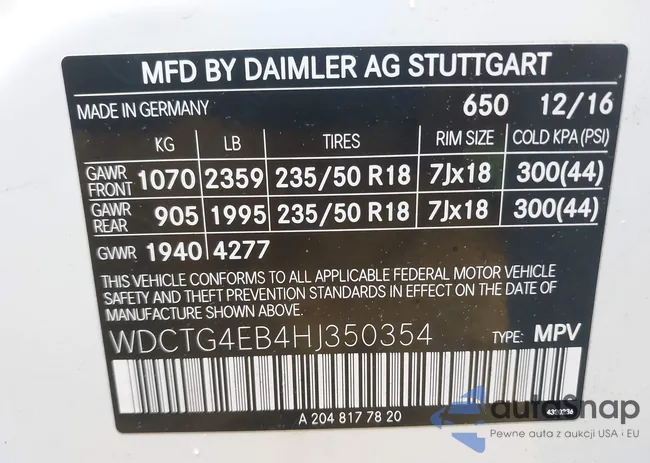 MFD BY DAIMLER AG STUTTGART
MADE IN GERMANY 650 12/16
KG LB TIRES RIM SIZE COLD KPA (PSI)
GAWR FRONT 1070 2359 235/50 R18 7Jx18 300(44)
GAWR REAR 905 1995 235/50 R18 7Jx18 300(44)
GVWR 1940 4277
THIS VEHICLE CONFORMS TO ALL APPLICABLE FEDERAL MOTOR VEHICLE
SAFETY AND THEFT PREVENTION STANDARDS IN EFFECT ON THE DATE OF
MANUFACTURE SHOWN ABOVE.
WDCTG4EB4HJ350354 TYPE: MPV
A 204 817 78 20
autoSnap
Pewne auta z aukcji USA i EU